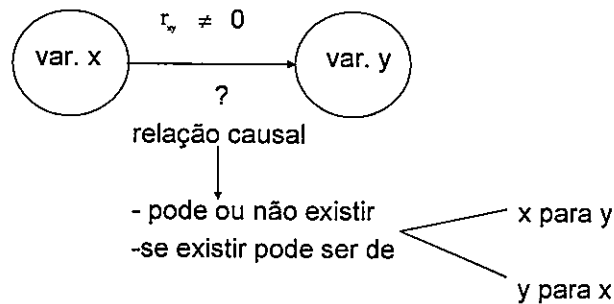 r_xy ≠ 0
var. x
var. y
?
relação causal
- pode ou não existir
-se existir pode ser de
x para y
y para x